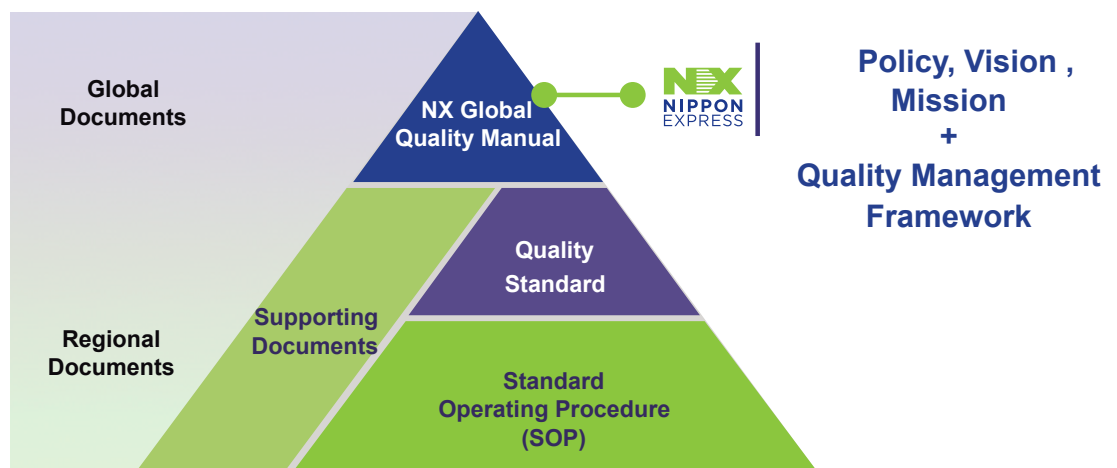 Global
Documents
NX Global
Quality Manual
NX
NIPPON
EXPRESS
Policy, Vision ,
Mission
+
Quality Management
Framework
Quality
Standard
Supporting
Documents
Regional
Documents
Standard
Operating Procedure
(SOP)